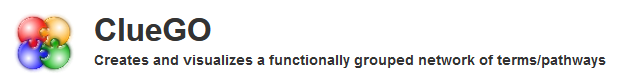 ClueGO
Creates and visualizes a functionally grouped network of terms/pathways